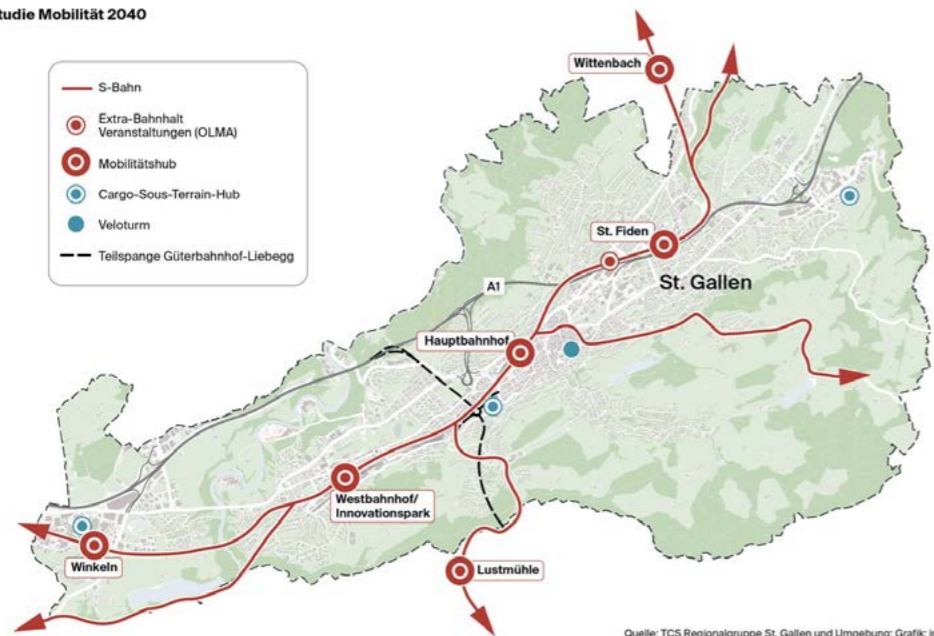 tudie Mobilität 2040
S-Bahn
Extra-Bahnhalt
Veranstaltungen (OLMA)
Mobilitätshub
Cargo-Sous-Terrain-Hub
Veloturm
Teilspange Güterbahnhof-Liebegg
Wittenbach
St. Fiden
St. Gallen
A1
Hauptbahnhof
Westbahnhof/
Innovationspark
Winkeln
Lustmühle
Quelle: TCS Regionalgruppe St. Gallen und Umgebung; Grafik: